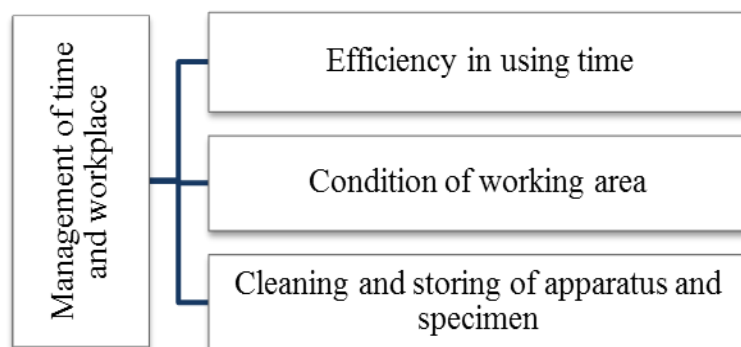 Management of time
and workplace
Efficiency in using time
Condition of working area
Cleaning and storing of apparatus and
specimen